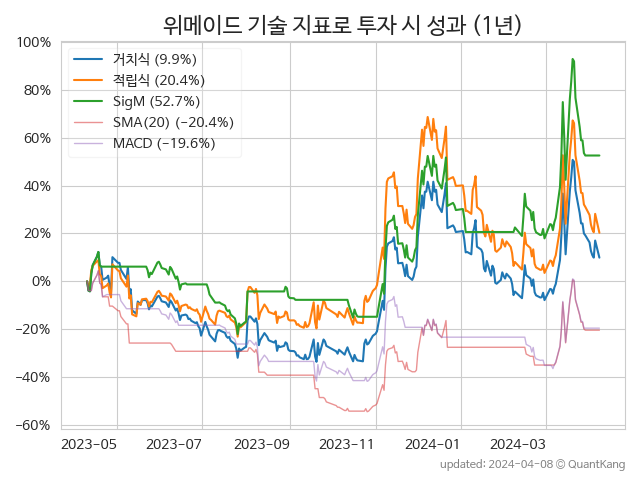 위메이드 기술 지표로 투자 시 성과 (1년)
100%
80%
60%
40%
20%
0%
−20%
−40%
−60%
거치식 (9.9%)
적립식 (20.4%)
SigM (52.7%)
SMA(20) (−20.4%)
MACD (−19.6%)
2023-05 2023-07 2023-09 2023-11 2024-01 2024-03
updated: 2024-04-08 © QuantKang